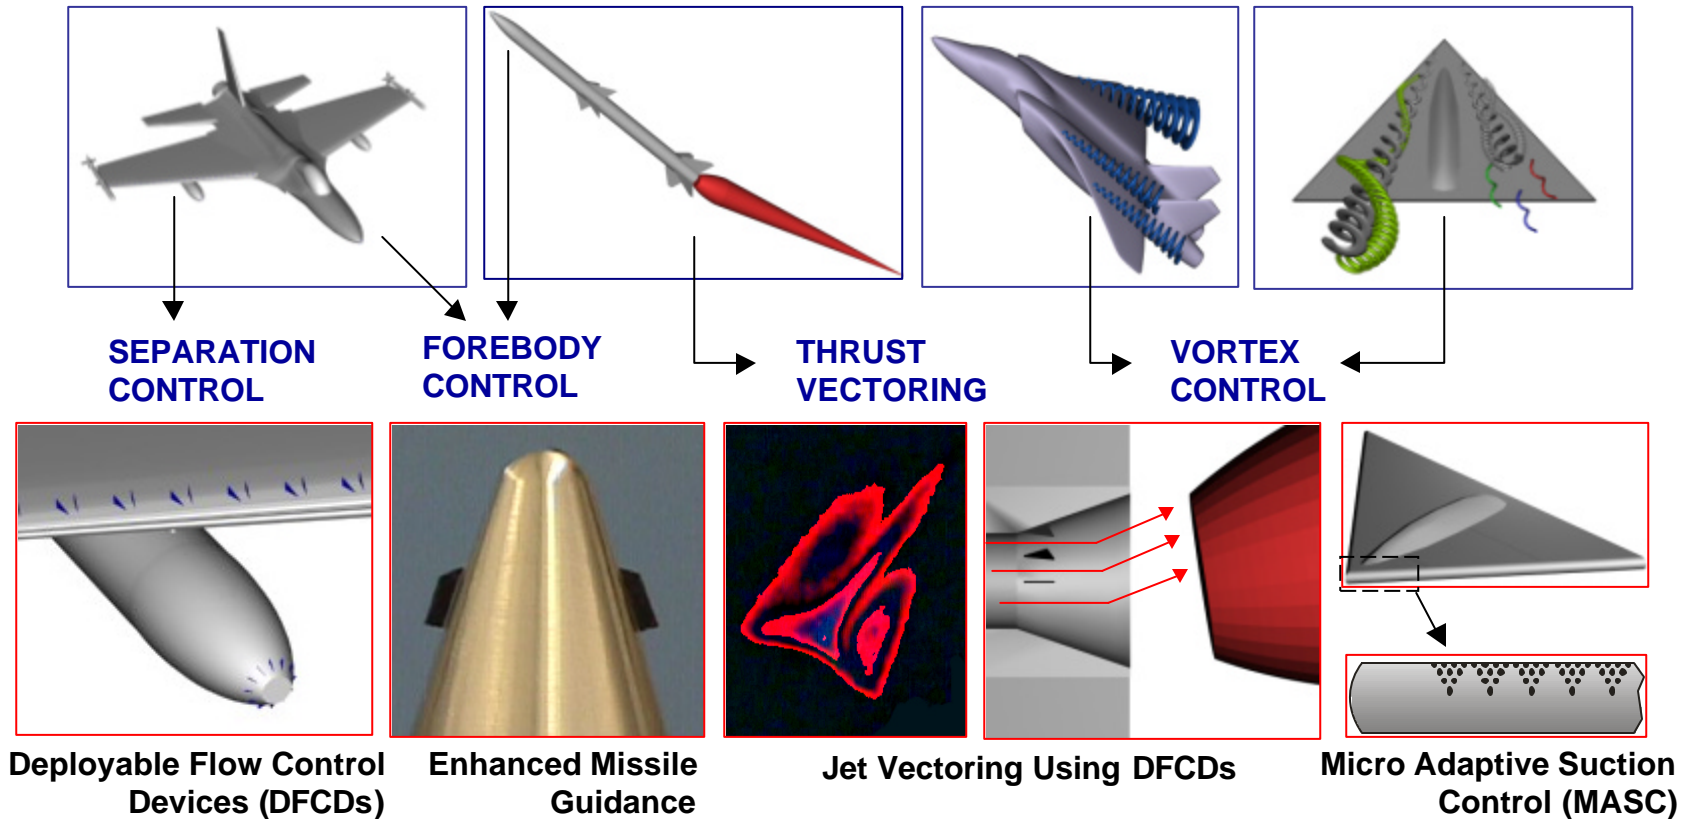 SEPARATION
CONTROL
FOREBODY
CONTROL
THRUST
VECTORING
VORTEX
CONTROL
Deployable Flow Control
Devices (DFCDs)
Enhanced Missile
Guidance
Jet Vectoring Using DFCDs
Micro Adaptive Suction
Control (MASC)